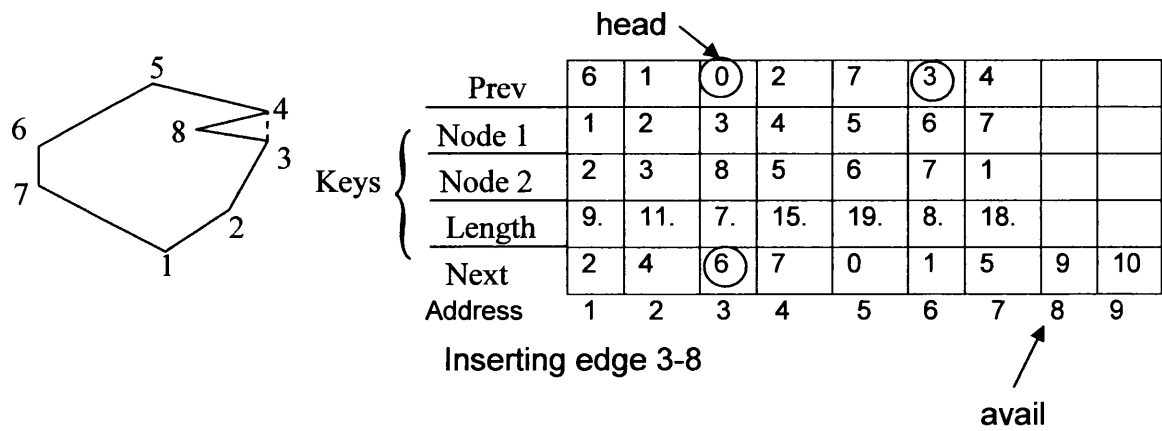 head
5
4
8
6
3
7
2
1
Keys
Prev 6 1 0 2 7 3 4
Node 1 1 2 3 4 5 6 7
Node 2 2 3 8 5 6 7 1
Length 9. 11. 7. 15. 19. 8. 18.
Next 2 4 6 7 0 1 5 9 10
Address 1 2 3 4 5 6 7 8 9
Inserting edge 3-8
avail